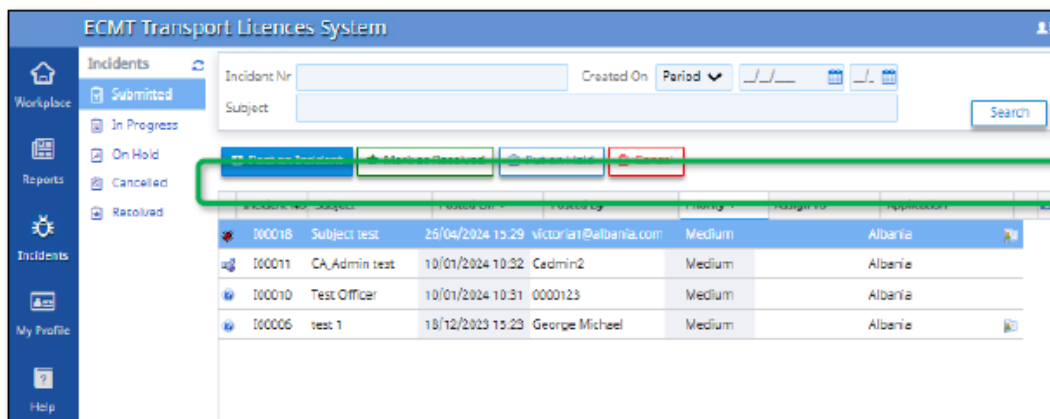 ECMT Transport Licences System
Workplace
Reports
Incidents
My Profile
Help
Incidents
Submitted
In Progress
On Hold
Cancelled
Resolved
Incident Nr
Created On Period _/_/__ _/_
Subject
Search
I00018 Subject test 26/04/2024 15:29 victoria1@albania.com Medium Albania
I00011 CA_Admin test 10/01/2024 10:32 Cadmin2 Medium Albania
I00010 Test Officer 10/01/2024 10:31 0000123 Medium Albania
I00006 test 1 18/12/2023 15:23 George Michael Medium Albania